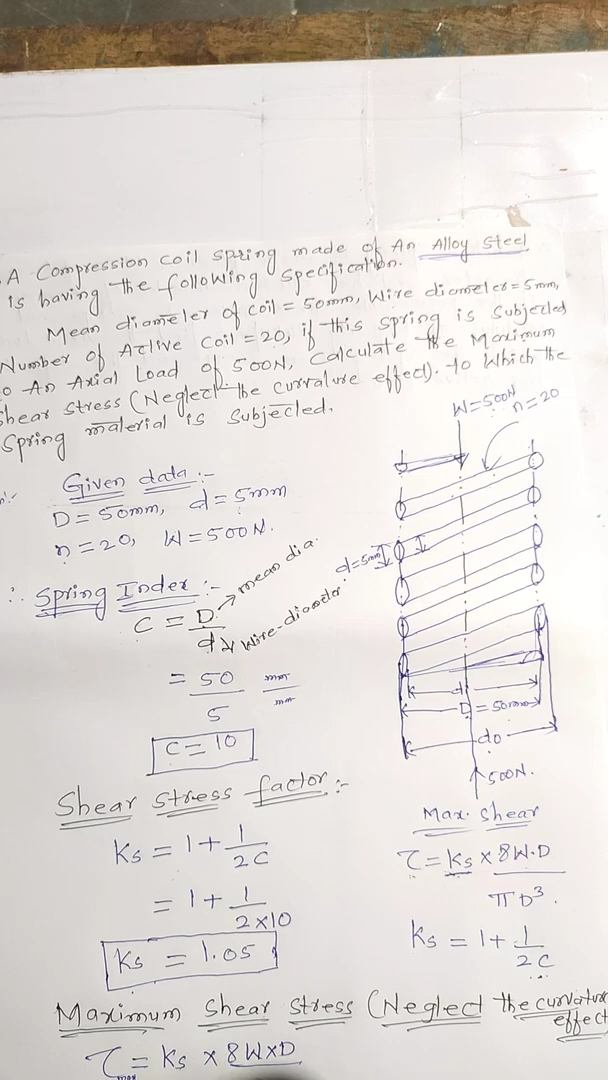 A Compression coil spring made of An Alloy Steel
is having the following specification.
Mean diameter of coil = 50mm, Wire diameter = 5mm,
Number of Active coil = 20, if this spring is Subjected
to An Axial Load of 500N, calculate the Maximum
Shear Stress (Neglect the curvature effect). to Which the
Spring material is Subjected.
W=500N
n=20
Given data :-
D = 50mm, d = 5mm
n = 20, W = 500N.
d=5mm
∴ Spring Index :-
C = D → mean dia.
d → Wire-diameter
= 50 mm
5 mm
C = 10
di
D = 50mm
do
500N.
Shear Stress factor :-
Ks = 1 + 1
2C
= 1 + 1
2×10
Ks = 1.05
Max. Shear
τ = Ks × 8W.D
πD³.
Ks = 1 + 1
2C
Maximum Shear Stress (Neglect the curvature
effect
τ = Ks × 8W×D